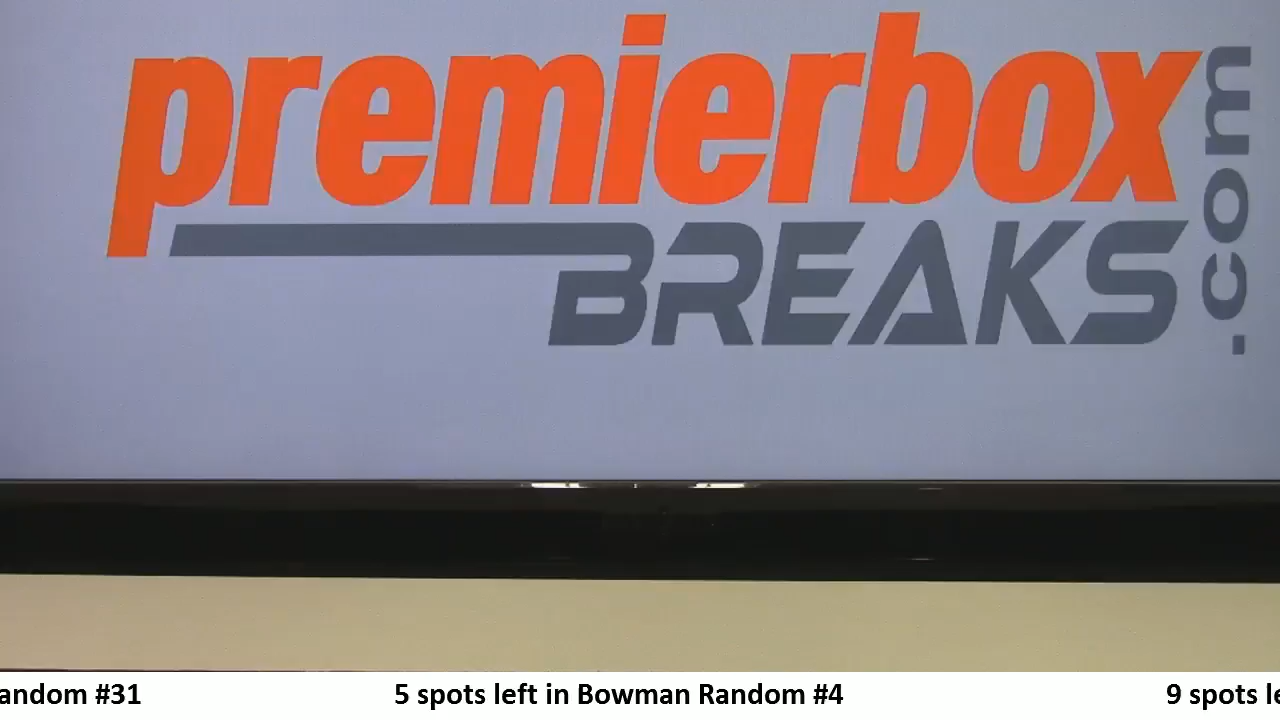 premierbox
BREAKS
.com
andom #31
5 spots left in Bowman Random #4
9 spots le